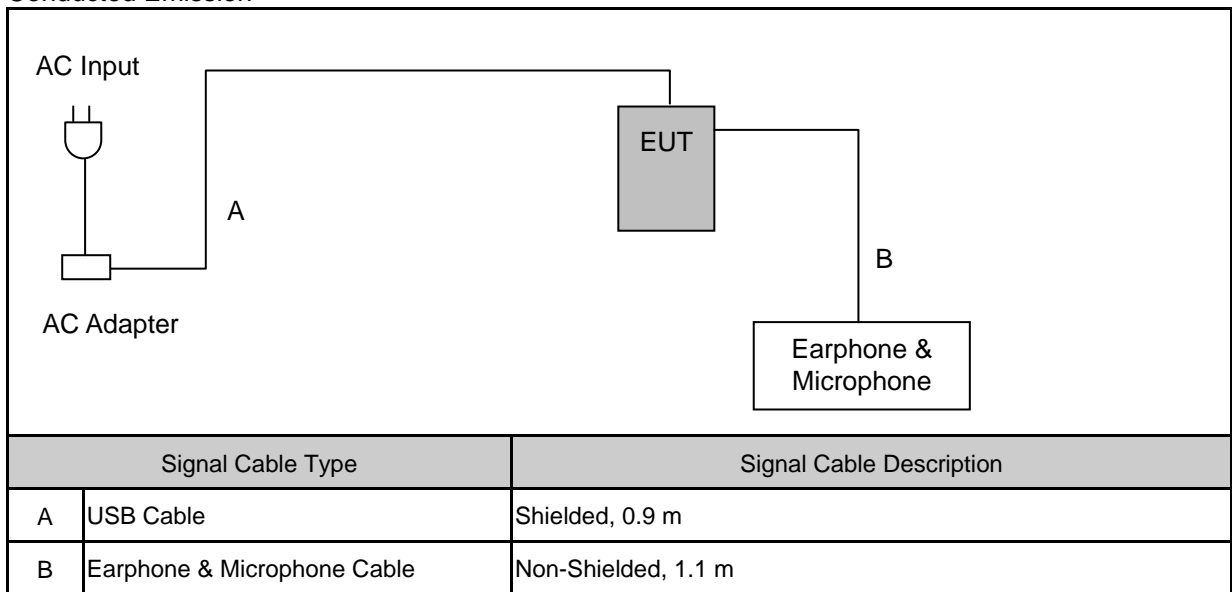 Conducted Emission
AC Input
EUT
A
B
AC Adapter
Earphone &
Microphone
Signal Cable Type Signal Cable Description
A USB Cable Shielded, 0.9 m
B Earphone & Microphone Cable Non-Shielded, 1.1 m